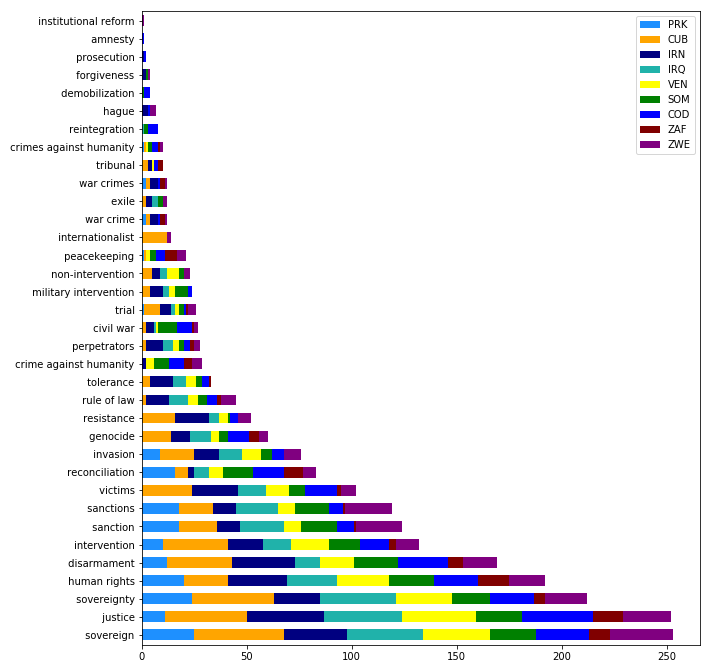 institutional reform
amnesty
prosecution
forgiveness
demobilization
hague
reintegration
crimes against humanity
tribunal
war crimes
exile
war crime
internationalist
peacekeeping
non-intervention
military intervention
trial
civil war
perpetrators
crime against humanity
tolerance
rule of law
resistance
genocide
invasion
reconciliation
victims
sanctions
sanction
intervention
disarmament
human rights
sovereignty
justice
sovereign
0 50 100 150 200 250
PRK
CUB
IRN
IRQ
VEN
SOM
COD
ZAF
ZWE